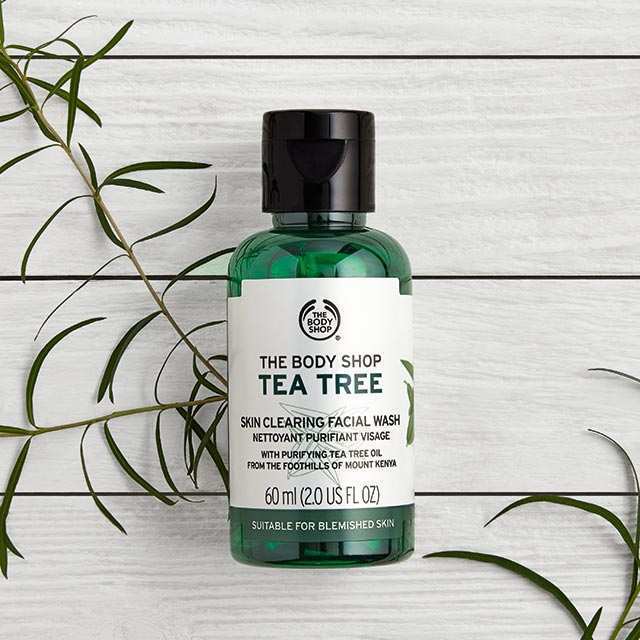 THE
BODY
SHOP
®
THE BODY SHOP
TEA TREE
SKIN CLEARING FACIAL WASH
NETTOYANT PURIFIANT VISAGE
WITH PURIFYING TEA TREE OIL
FROM THE FOOTHILLS OF MOUNT KENYA
60 ml (2.0 US FL OZ)
SUITABLE FOR BLEMISHED SKIN